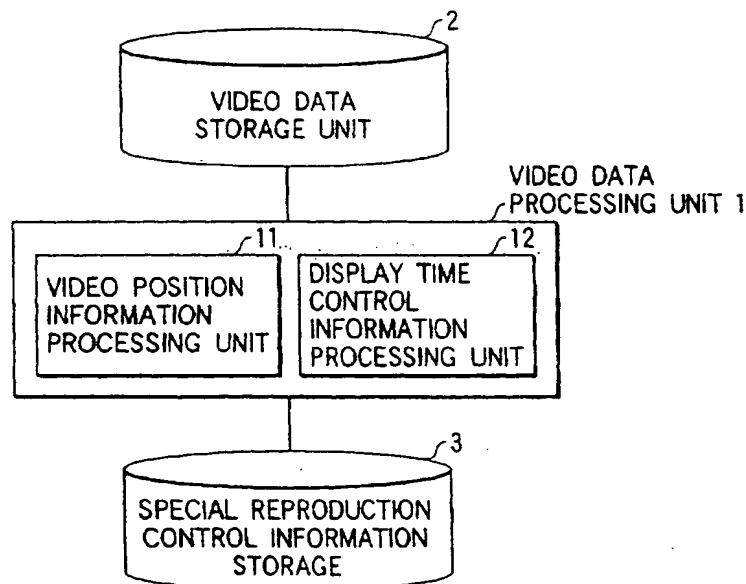 2
VIDEO DATA
STORAGE UNIT
VIDEO DATA
PROCESSING UNIT 1
11
12
VIDEO POSITION
INFORMATION
PROCESSING UNIT
DISPLAY TIME
CONTROL
INFORMATION
PROCESSING UNIT
3
SPECIAL REPRODUCTION
CONTROL INFORMATION
STORAGE